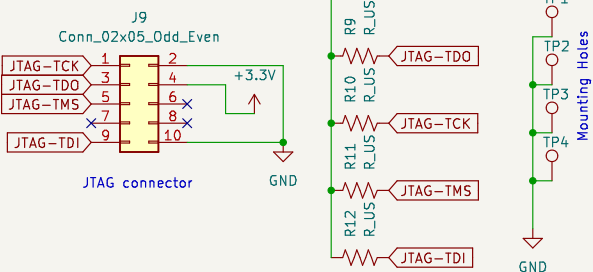 J9
Conn_02x05_Odd_Even
JTAG-TCK 1 2
JTAG-TDO 3 4
JTAG-TMS 5 6
7 8
JTAG-TDI 9 10
+3.3V
GND
JTAG connector
R9
R_US
JTAG-TDO
R10
R_US
JTAG-TCK
R11
R_US
JTAG-TMS
R12
R_US
JTAG-TDI
TP2
TP3
TP4
Mounting Holes
GND